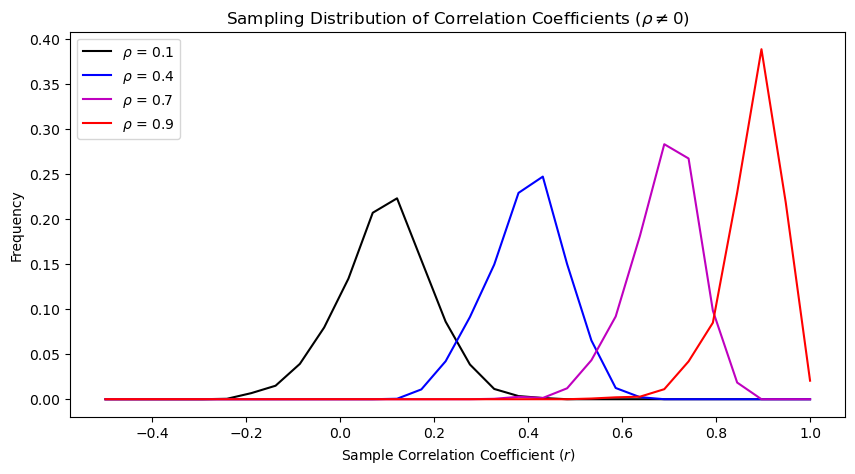 Sampling Distribution of Correlation Coefficients (ρ ≠ 0)
ρ = 0.1
ρ = 0.4
ρ = 0.7
ρ = 0.9
Frequency
0.40
0.35
0.30
0.25
0.20
0.15
0.10
0.05
0.00
−0.4 −0.2 0.0 0.2 0.4 0.6 0.8 1.0
Sample Correlation Coefficient (r)